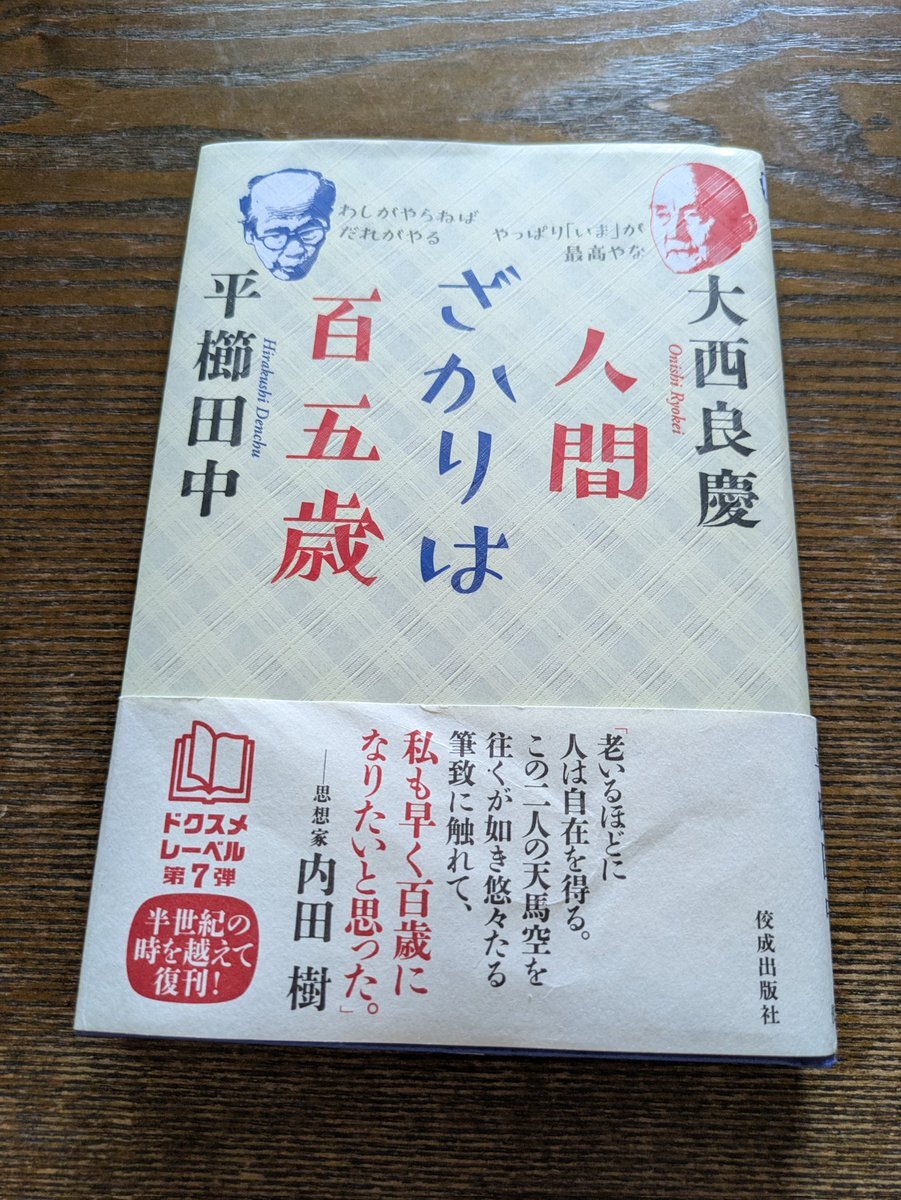 大西良慶
Onishi Ryokei
やっぱり「いま」が
最高やな
人間
ざかりは
百五歳
わしがやらねば
だれがやる
平櫛田中
Hirakushi Denchu
「老いるほどに
人は自在を得る。
この二人の天馬空を
往くが如き悠々たる
筆致に触れて、
私も早く百歳に
なりたいと思った。」
──思想家 内田 樹
ドクスメ
レーベル
第7弾
半世紀の
時を越えて
復刊!
佼成出版社